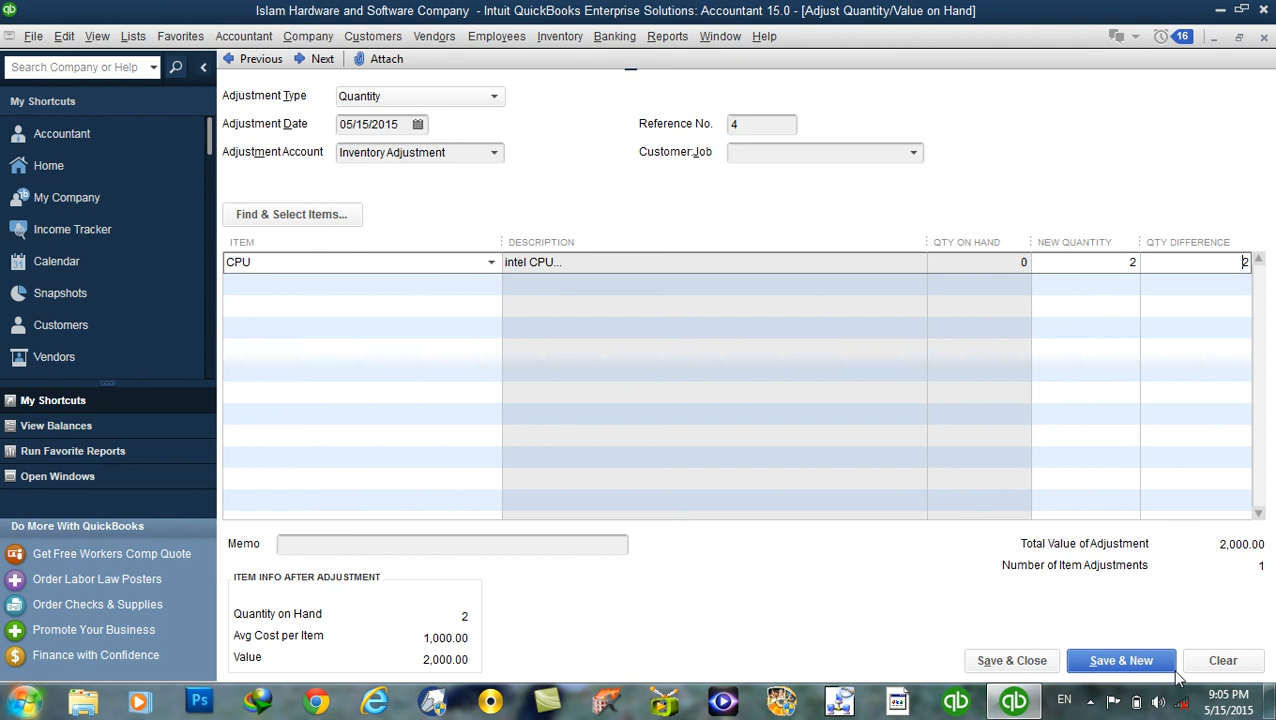 Islam Hardware and Software Company - Intuit QuickBooks Enterprise Solutions: Accountant 15.0 - [Adjust Quantity/Value on Hand]
File Edit View Lists Favorites Accountant Company Customers Vendors Employees Inventory Banking Reports Window Help 16
Search Company or Help
Previous Next Attach
My Shortcuts
Accountant
Home
My Company
Income Tracker
Calendar
Snapshots
Customers
Vendors
My Shortcuts
View Balances
Run Favorite Reports
Open Windows
Do More With QuickBooks
Get Free Workers Comp Quote
Order Labor Law Posters
Order Checks & Supplies
Promote Your Business
Finance with Confidence
Adjustment Type Quantity
Adjustment Date 05/15/2015 Reference No. 4
Adjustment Account Inventory Adjustment Customer:Job
Find & Select Items...
ITEM DESCRIPTION QTY ON HAND NEW QUANTITY QTY DIFFERENCE
CPU intel CPU... 0 2 2
Memo
Total Value of Adjustment 2,000.00
Number of Item Adjustments 1
ITEM INFO AFTER ADJUSTMENT
Quantity on Hand 2
Avg Cost per Item 1,000.00
Value 2,000.00
Save & Close Save & New Clear
qb
Ps
EN
9:05 PM
5/15/2015